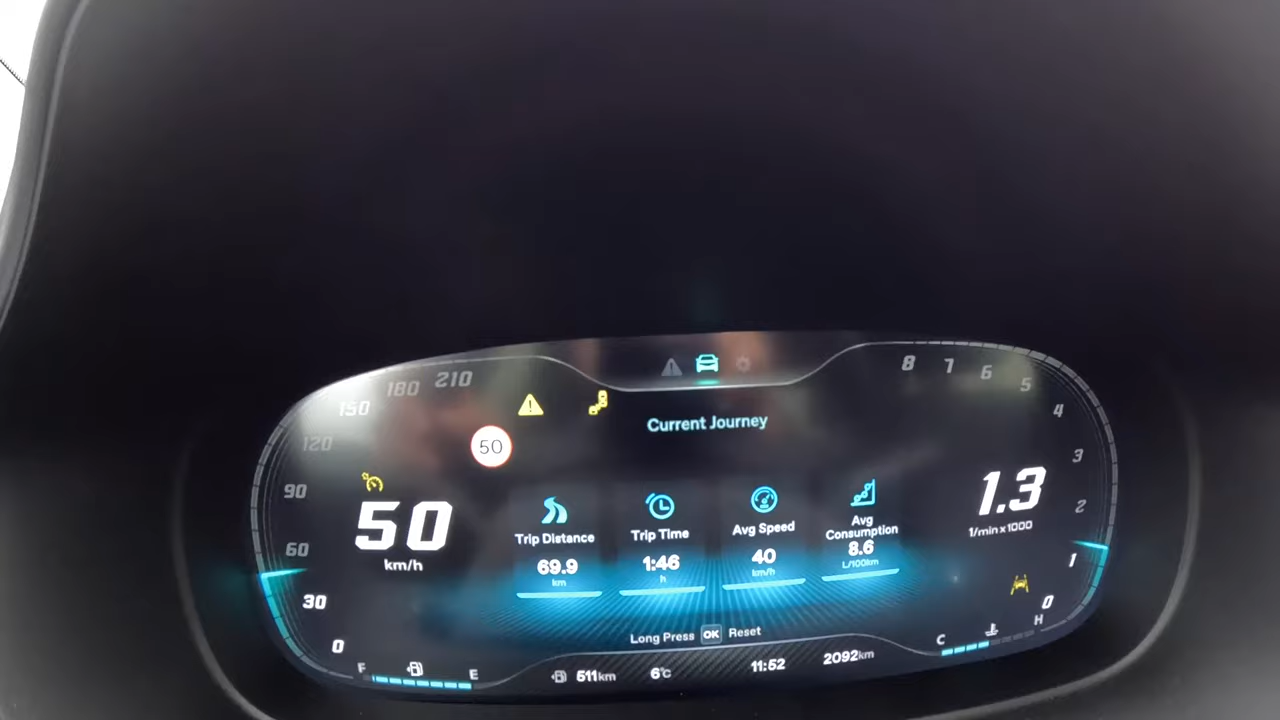 210
180
150
120
90
60
30
0
50
50
km/h
Current Journey
Trip Distance
69.9
km
Trip Time
1:46
h
Avg Speed
40
km/h
Avg
Consumption
8.6
L/100km
Long Press OK Reset
8
7
6
5
4
3
2
1
0
1.3
1/min x 1000
F E
511km
6°C
11:52
2092km
C H